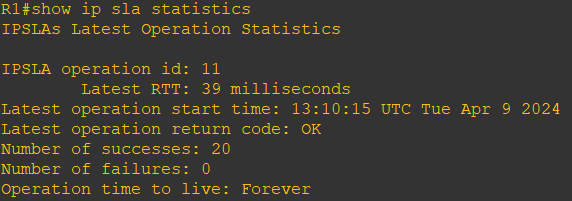 R1#show ip sla statistics
IPSLAs Latest Operation Statistics

IPSLA operation id: 11
        Latest RTT: 39 milliseconds
Latest operation start time: 13:10:15 UTC Tue Apr 9 2024
Latest operation return code: OK
Number of successes: 20
Number of failures: 0
Operation time to live: Forever